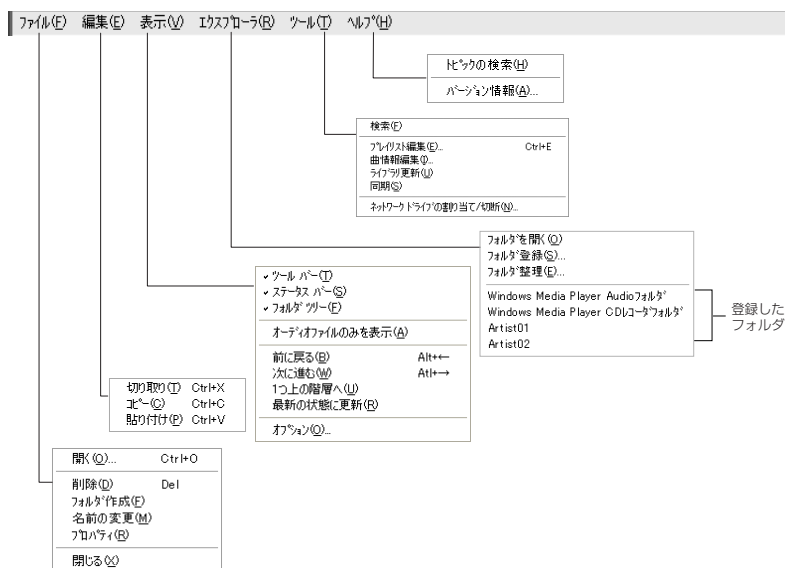 ﾌｧｲﾙ(F) 編集(E) 表示(V) ｴｸｽﾌﾟﾛｰﾗ(R) ﾂｰﾙ(T) ﾍﾙﾌﾟ(H)
ﾄﾋﾟｯｸの検索(H)
ﾊﾞｰｼﾞｮﾝ情報(A)...
検索(F)
ﾌﾟﾚｲﾘｽﾄ編集(E)... Ctrl+E
曲情報編集(I)...
ﾗｲﾌﾞﾗﾘ更新(U)
同期(S)
ﾈｯﾄﾜｰｸ ﾄﾞﾗｲﾌﾞの割り当て/切断(N)...
ﾌｫﾙﾀﾞを開く(O)
ﾌｫﾙﾀﾞ登録(S)...
ﾌｫﾙﾀﾞ整理(E)...
Windows Media Player Audioﾌｫﾙﾀﾞ
Windows Media Player CDﾚｺｰﾀﾞﾌｫﾙﾀﾞ
Artist01
Artist02
登録した
フォルダ
✓ ﾂｰﾙ ﾊﾞｰ(T)
✓ ｽﾃｰﾀｽ ﾊﾞｰ(S)
✓ ﾌｫﾙﾀﾞ ﾂﾘｰ(F)
ｵｰﾃﾞｨｵﾌｧｲﾙのみを表示(A)
前に戻る(B) Alt+←
次に進む(W) Atl+→
1つ上の階層へ(U)
最新の状態に更新(R)
ｵﾌﾟｼｮﾝ(O)...
切り取り(T) Ctrl+X
ｺﾋﾟｰ(C) Ctrl+C
貼り付け(P) Ctrl+V
開く(O)... Ctrl+O
削除(D) Del
ﾌｫﾙﾀﾞ作成(F)
名前の変更(M)
ﾌﾟﾛﾊﾟﾃｨ(R)
閉じる(X)